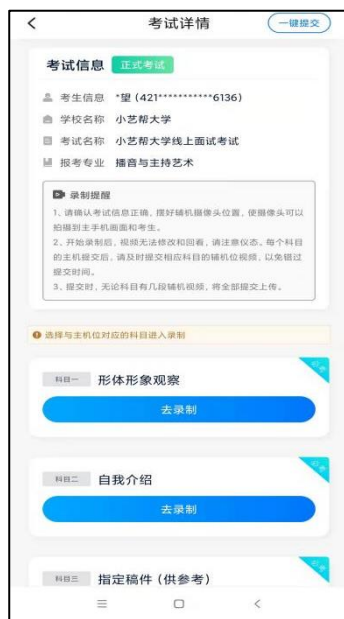 考试详情
一键提交
考试信息 正式考试
考生信息 *望 (421***********6136)
学校名称 小艺帮大学
考试名称 小艺帮大学线上面试考试
报考专业 播音与主持艺术
录制提醒
1、请确认考试信息正确，摆好辅机摄像头位置，使摄像头可以
拍摄到主手机画面和考生。
2、开始录制后，视频无法修改和回看，请注意仪态。每个科目
的主机提交后，请及时提交相应科目的辅机位视频，以免错过
提交时间。
3、提交时，无论科目有几段辅机视频，将全部提交上传。
选择与主机位对应的科目进入录制
科目一 形体形象观察
必考
去录制
科目二 自我介绍
必考
去录制
科目三 指定稿件 (供参考)
必考